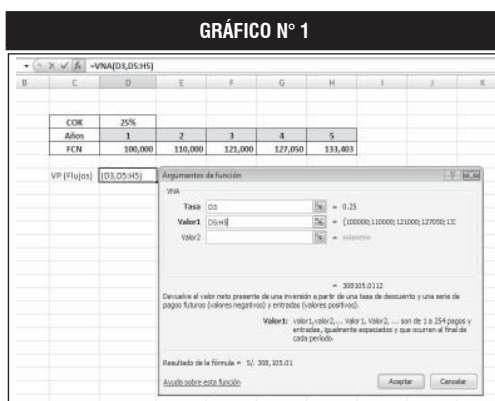 GRÁFICO N° 1
=VNA(D3,D5:H5)
B C D E F G H I J K
COK 25%
Años 1 2 3 4 5
FCN 100,000 110,000 121,000 127,050 133,403
VP (Flujos) (D3,D5:H5)
Argumentos de función
VNA
Tasa D3 = 0.25
Valor1 D5:H5 = {100000;110000;121000;127050;13
Valor2 = número
= 308105.0112
Devuelve el valor neto presente de una inversión a partir de una tasa de descuento y una serie de
pagos futuros (valores negativos) y entradas (valores positivos).
Valor1: valor1,valor2,... Valor 1, Valor2, ... son de 1 a 254 pagos y
entradas, igualmente espaciados y que ocurren al final de
cada período.
Resultado de la fórmula = S/. 308,105.01
Ayuda sobre esta función
Aceptar Cancelar